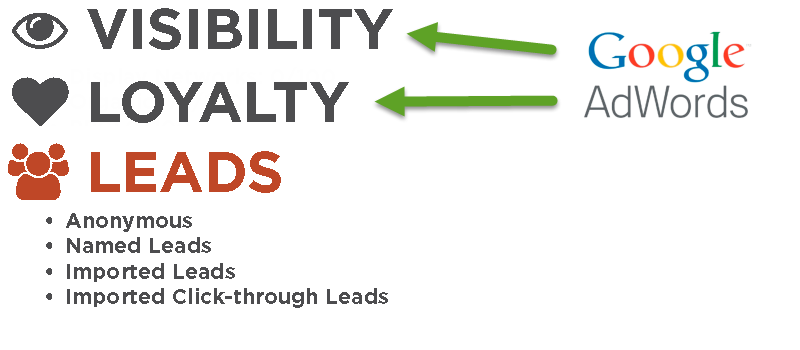 VISIBILITY
LOYALTY
LEADS
• Anonymous
• Named Leads
• Imported Leads
• Imported Click-through Leads
Google
AdWords